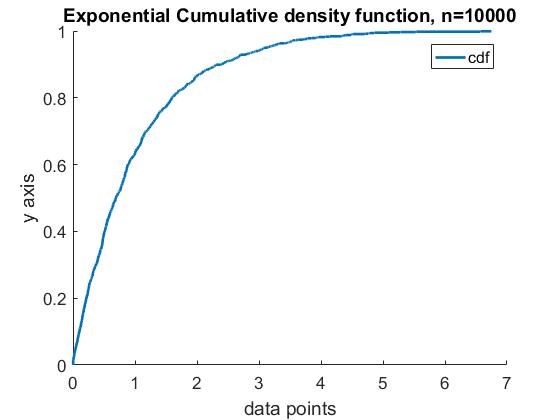 Exponential Cumulative density function, n=10000
cdf
1
0.8
0.6
0.4
0.2
0
y axis
0 1 2 3 4 5 6 7
data points